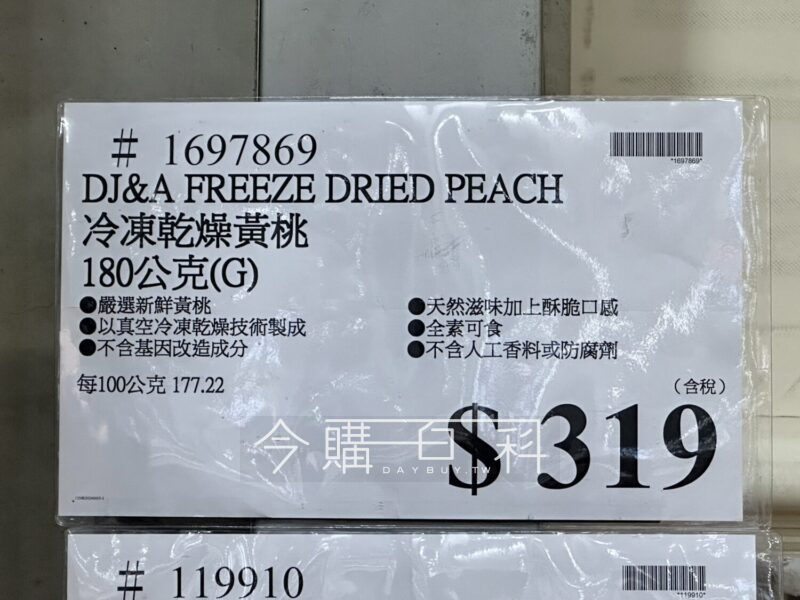 # 1697869
*1697869*
DJ&A FREEZE DRIED PEACH
冷凍乾燥黃桃
180公克(G)
●嚴選新鮮黃桃
●以真空冷凍乾燥技術製成
●不含基因改造成分
●天然滋味加上酥脆口感
●全素可食
●不含人工香料或防腐劑
每100公克 177.22
(含稅)
$ 319
今購百科
DAYBUY.TW
# 119910
*119910*